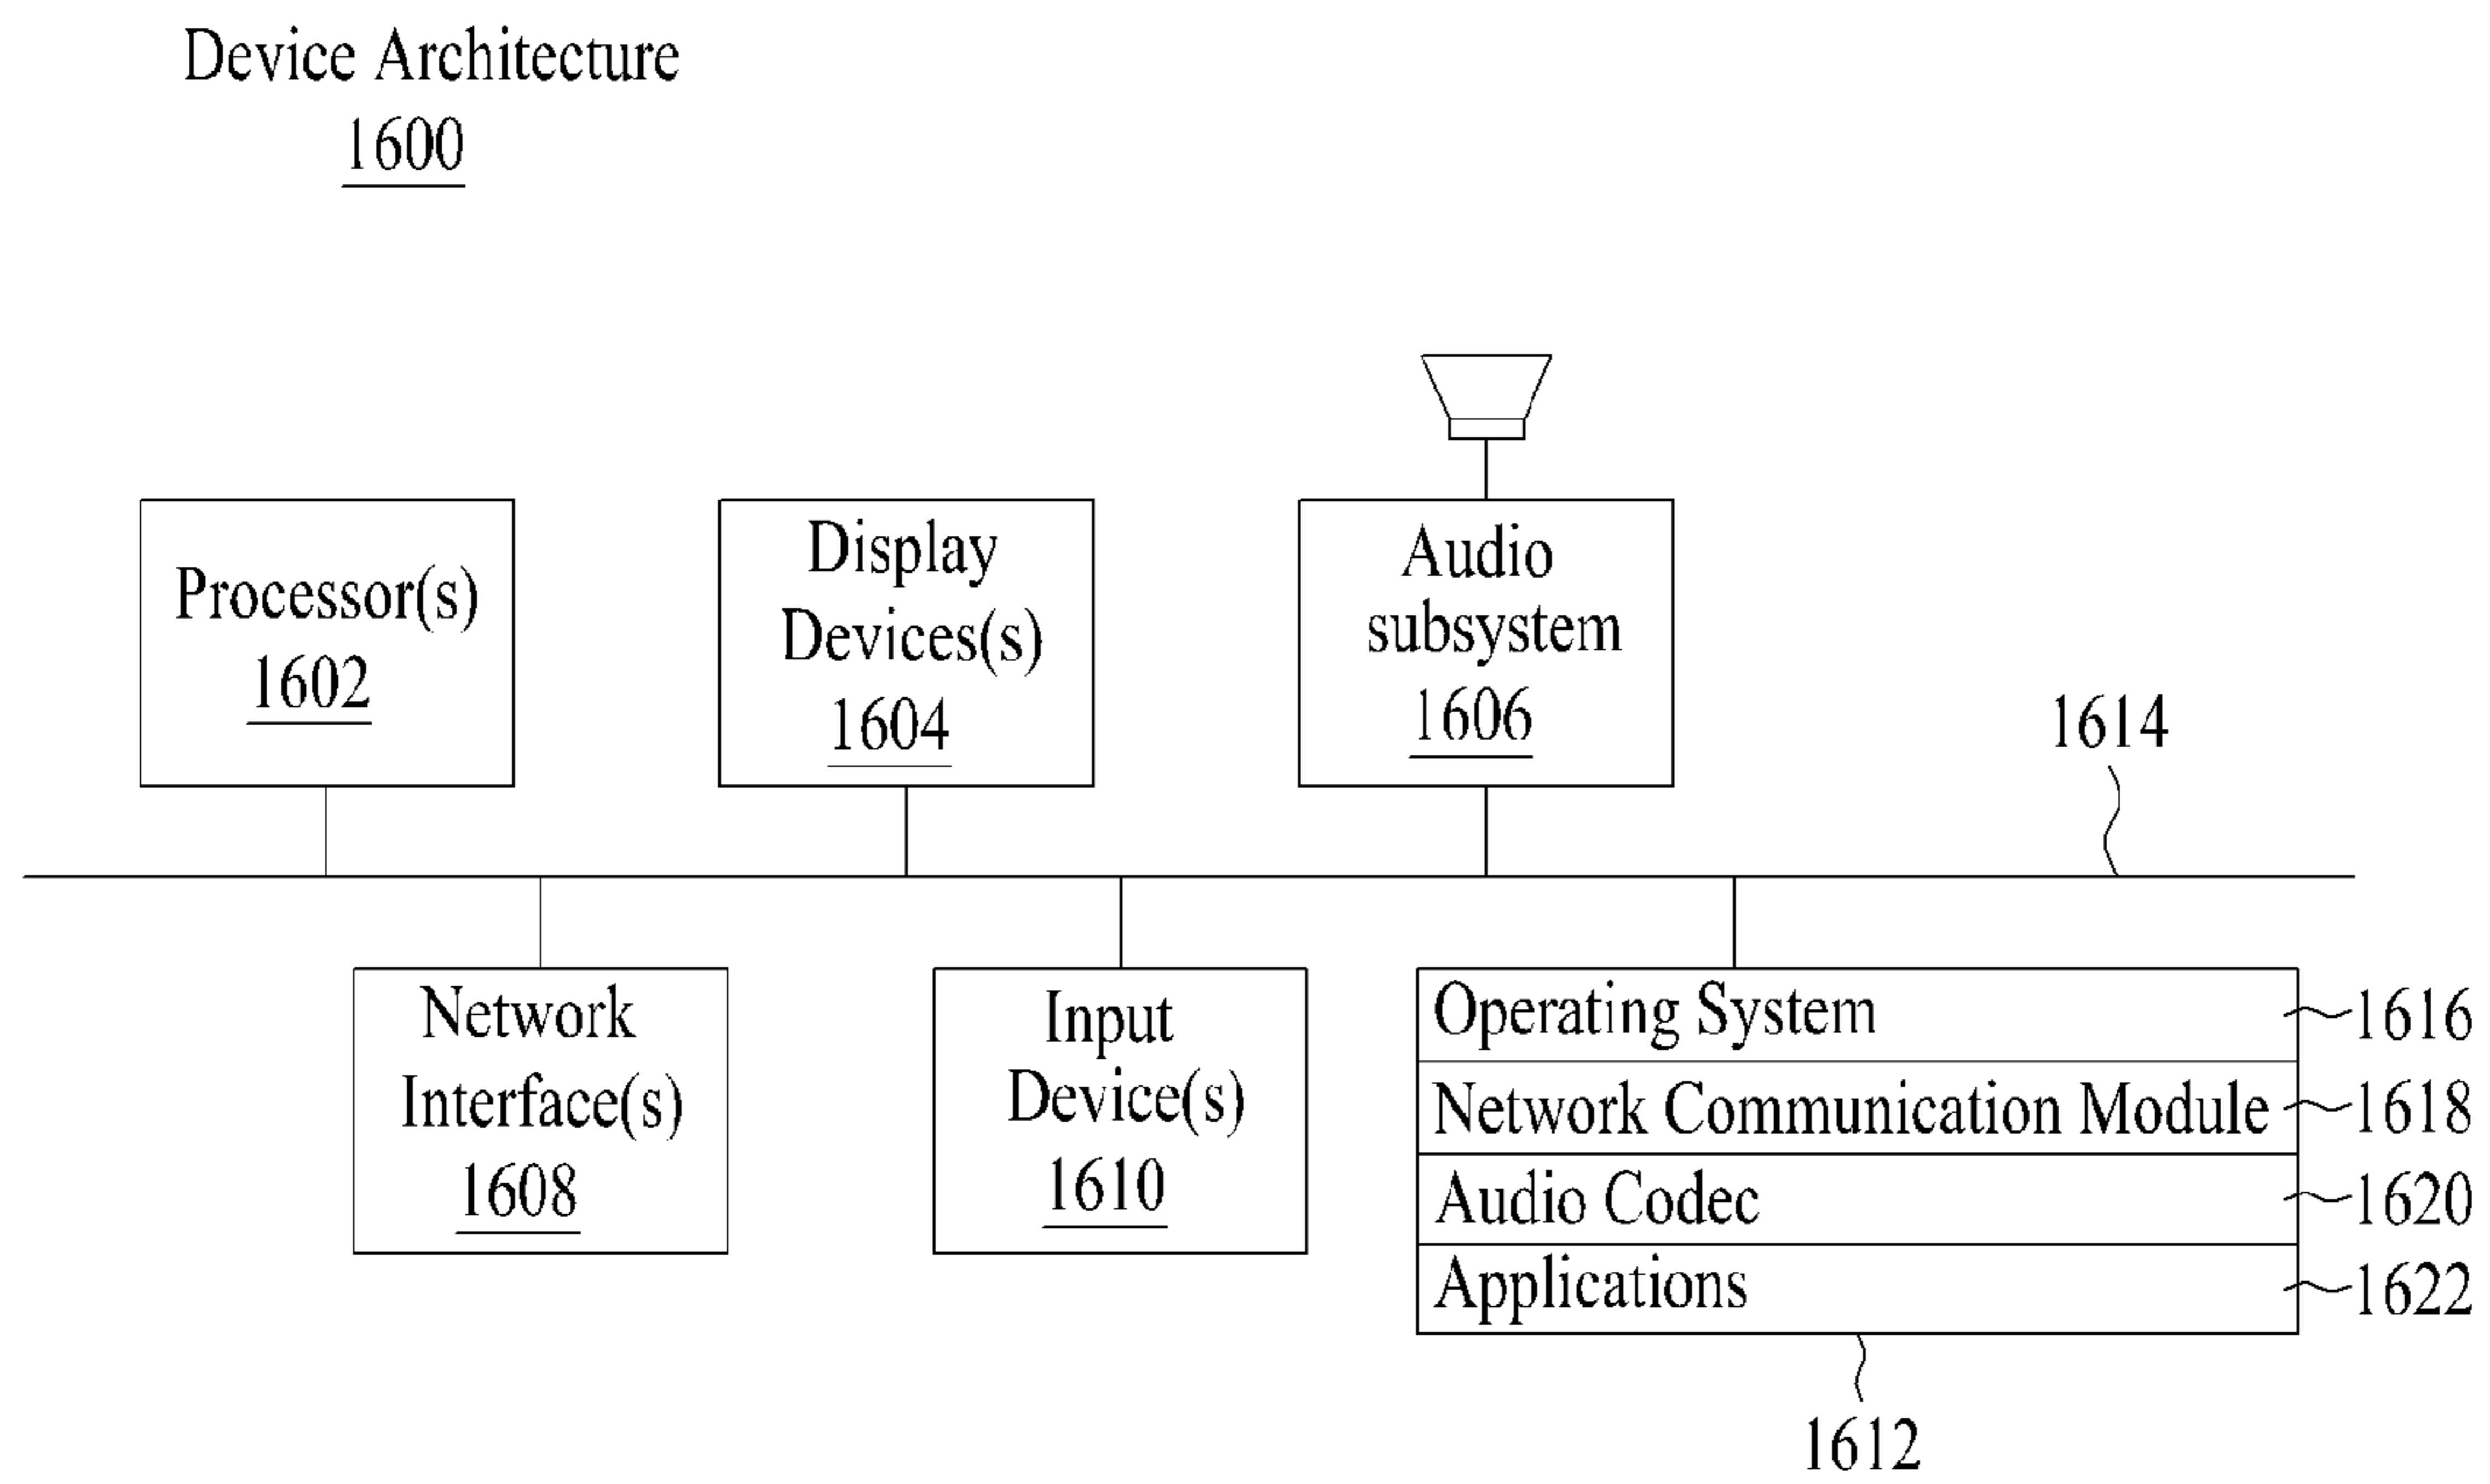 Device Architecture
1600
Processor(s)
1602
Display
Devices(s)
1604
Audio
subsystem
1606
1614
Network
Interface(s)
1608
Input
Device(s)
1610
Operating System
1616
Network Communication Module
1618
Audio Codec
1620
Applications
1622
1612